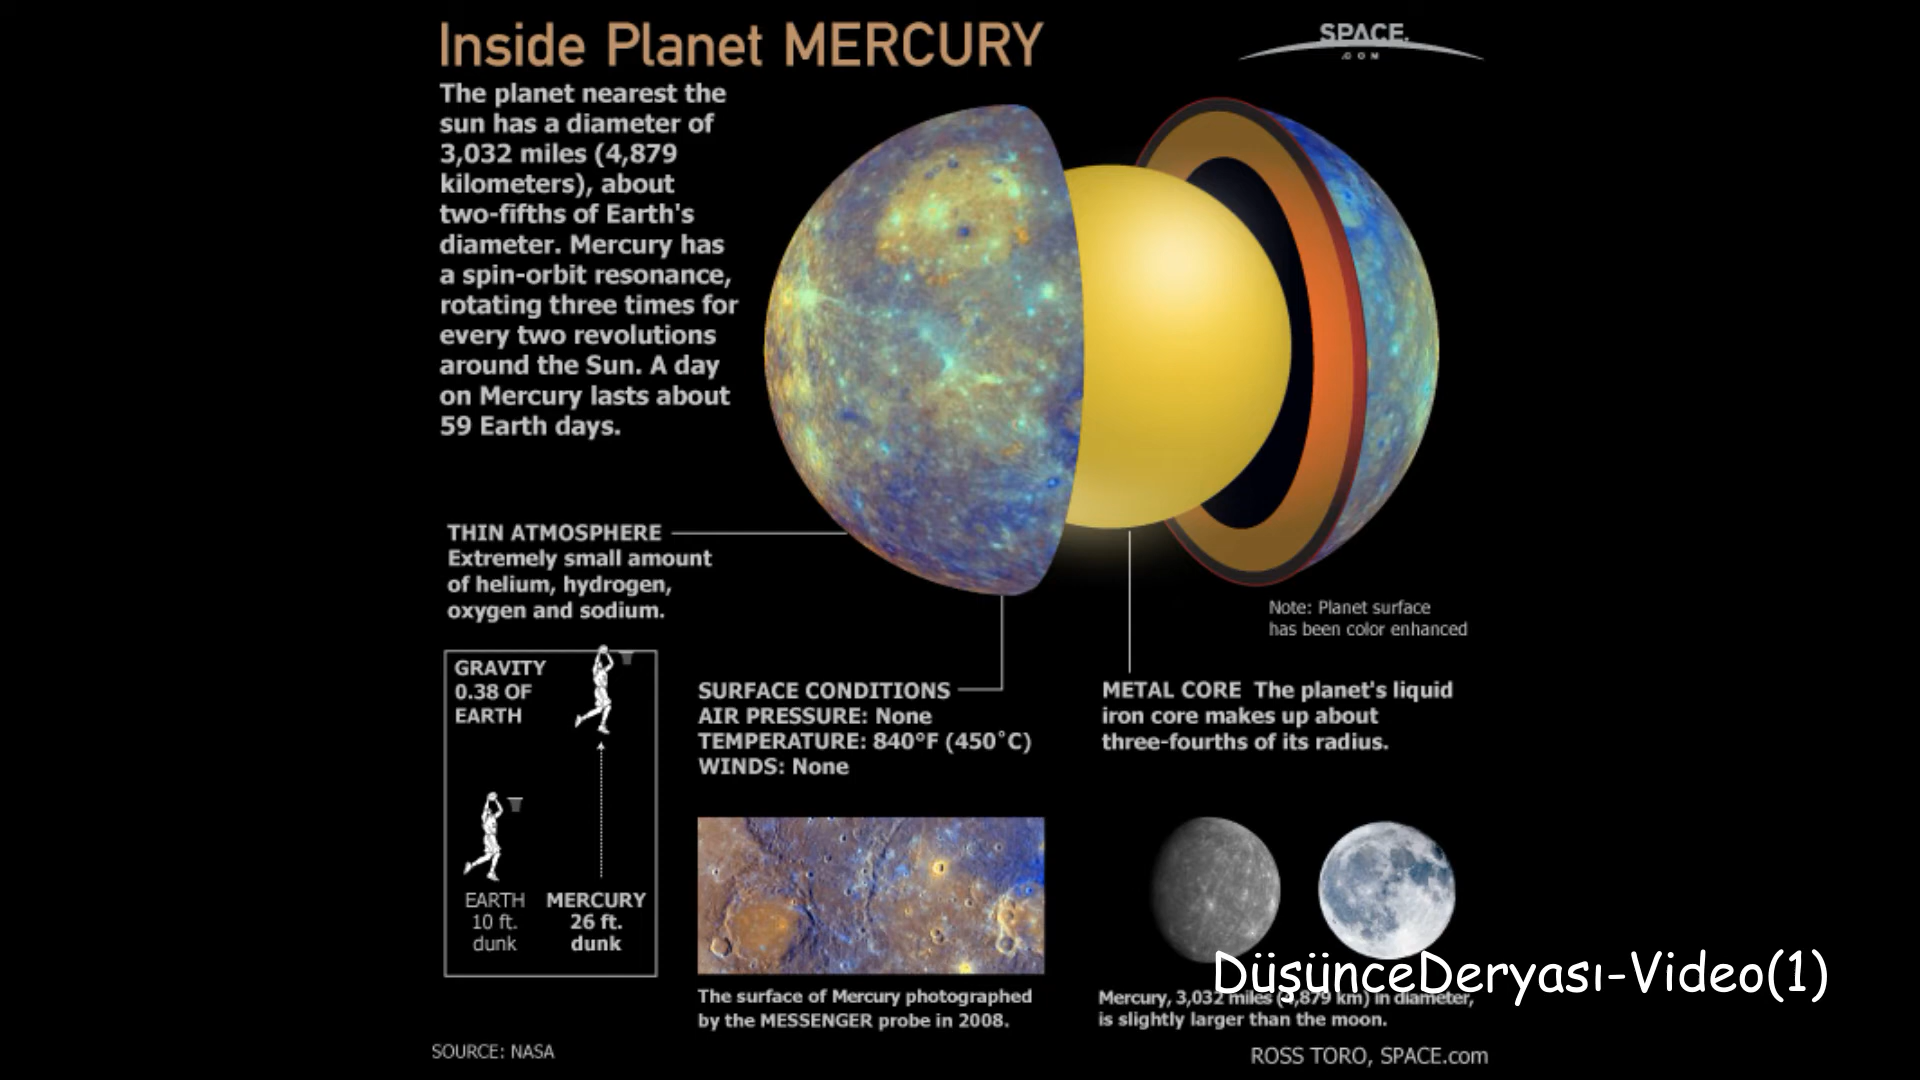 Inside Planet MERCURY
SPACE.
.COM
The planet nearest the
sun has a diameter of
3,032 miles (4,879
kilometers), about
two-fifths of Earth's
diameter. Mercury has
a spin-orbit resonance,
rotating three times for
every two revolutions
around the Sun. A day
on Mercury lasts about
59 Earth days.
THIN ATMOSPHERE
Extremely small amount
of helium, hydrogen,
oxygen and sodium.
Note: Planet surface
has been color enhanced
GRAVITY
0.38 OF
EARTH
EARTH
10 ft.
dunk
MERCURY
26 ft.
dunk
SURFACE CONDITIONS
AIR PRESSURE: None
TEMPERATURE: 840°F (450˚C)
WINDS: None
METAL CORE The planet's liquid
iron core makes up about
three-fourths of its radius.
The surface of Mercury photographed
by the MESSENGER probe in 2008.
DüşünceDeryası-Video(1)
Mercury, 3,032 miles (4,879 km) in diameter,
is slightly larger than the moon.
SOURCE: NASA
ROSS TORO, SPACE.com